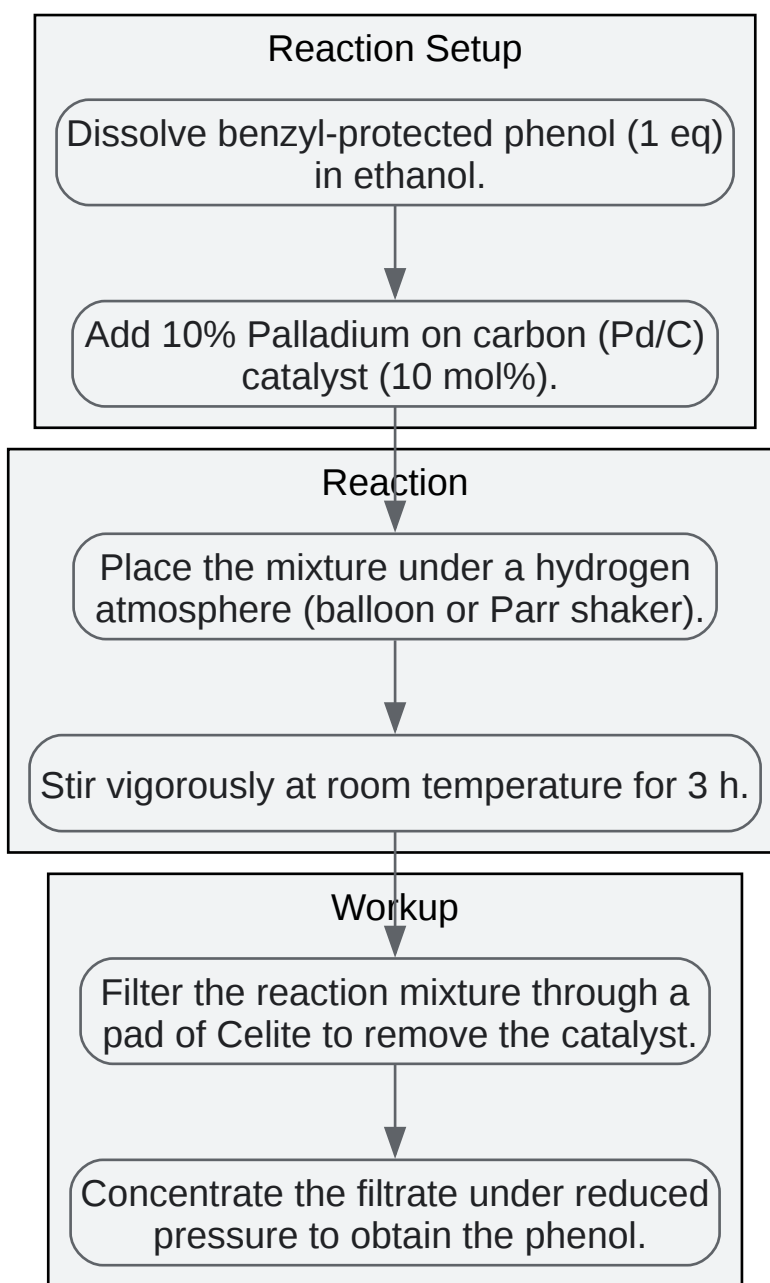 Reaction Setup
Dissolve benzyl-protected phenol (1 eq)
in ethanol.
Add 10% Palladium on carbon (Pd/C)
catalyst (10 mol%).
Reaction
Place the mixture under a hydrogen
atmosphere (balloon or Parr shaker).
Stir vigorously at room temperature for 3 h.
Workup
Filter the reaction mixture through a
pad of Celite to remove the catalyst.
Concentrate the filtrate under reduced
pressure to obtain the phenol.